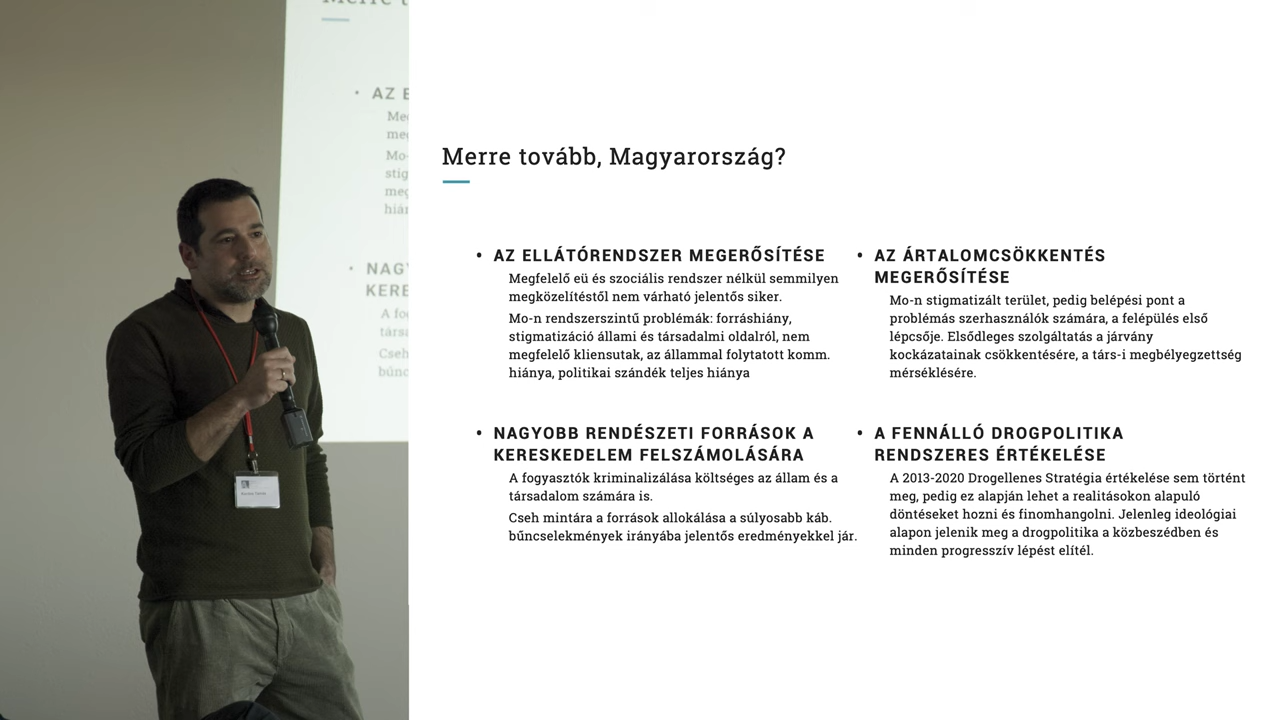 Merre t
AZ E
Me
me
Mo-
stig
meg
hiár
NAGY
KERE
A fo
társa
Cseh
bűnc
Merre tovább, Magyarország?
• AZ ELLÁTÓRENDSZER MEGERŐSÍTÉSE
Megfelelő eü és szociális rendszer nélkül semmilyen
megközelítéstől nem várható jelentős siker.
Mo-n rendszerszintű problémák: forráshiány,
stigmatizáció állami és társadalmi oldalról, nem
megfelelő kliensutak, az állammal folytatott komm.
hiánya, politikai szándék teljes hiánya
• NAGYOBB RENDÉSZETI FORRÁSOK A
KERESKEDELEM FELSZÁMOLÁSÁRA
A fogyasztók kriminalizálása költséges az állam és a
társadalom számára is.
Cseh mintára a források allokálása a súlyosabb káb.
bűncselekmények irányába jelentős eredményekkel jár.
• AZ ÁRTALOMCSÖKKENTÉS
MEGERŐSÍTÉSE
Mo-n stigmatizált terület, pedig belépési pont a
problémás szerhasználók számára, a felépülés első
lépcsője. Elsődleges szolgáltatás a járvány
kockázatainak csökkentésére, a társ-i megbélyegzettség
mérséklésére.
• A FENNÁLLÓ DROGPOLITIKA
RENDSZERES ÉRTÉKELÉSE
A 2013-2020 Drogellenes Stratégia értékelése sem történt
meg, pedig ez alapján lehet a realitásokon alapuló
döntéseket hozni és finomhangolni. Jelenleg ideológiai
alapon jelenik meg a drogpolitika a közbeszédben és
minden progresszív lépést elítél.